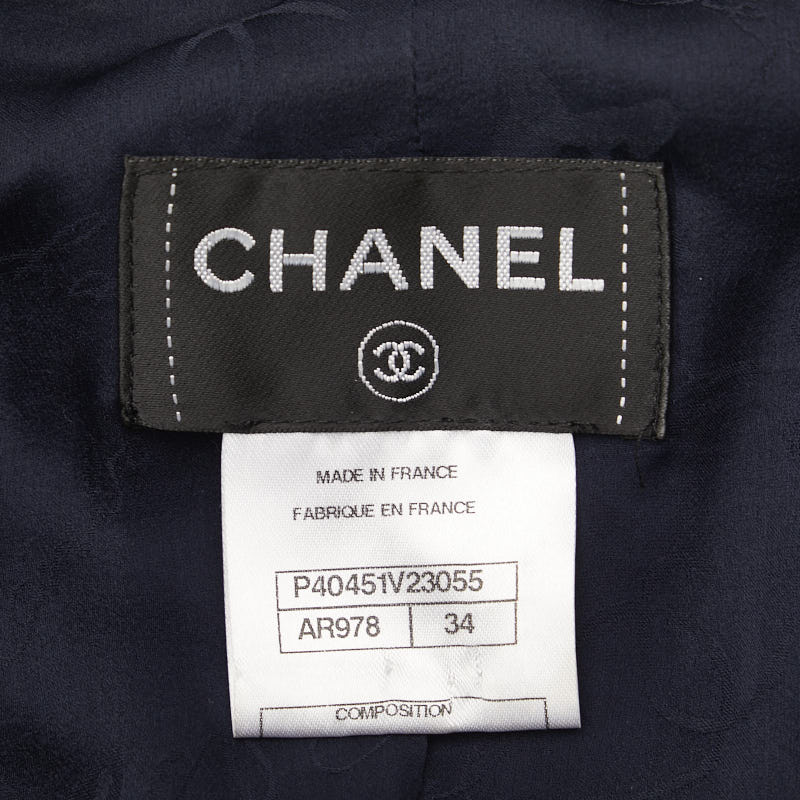 CHANEL
MADE IN FRANCE
FABRIQUE EN FRANCE
P40451V23055
AR978 34
COMPOSITION